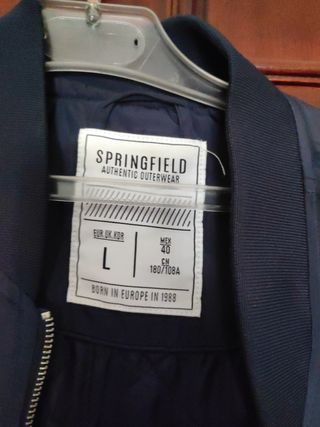 SPRINGFIELD
AUTHENTIC OUTERWEAR
EUR.UK.KOR
L
MEX
40
CN
180/108A
BORN IN EUROPE IN 1988